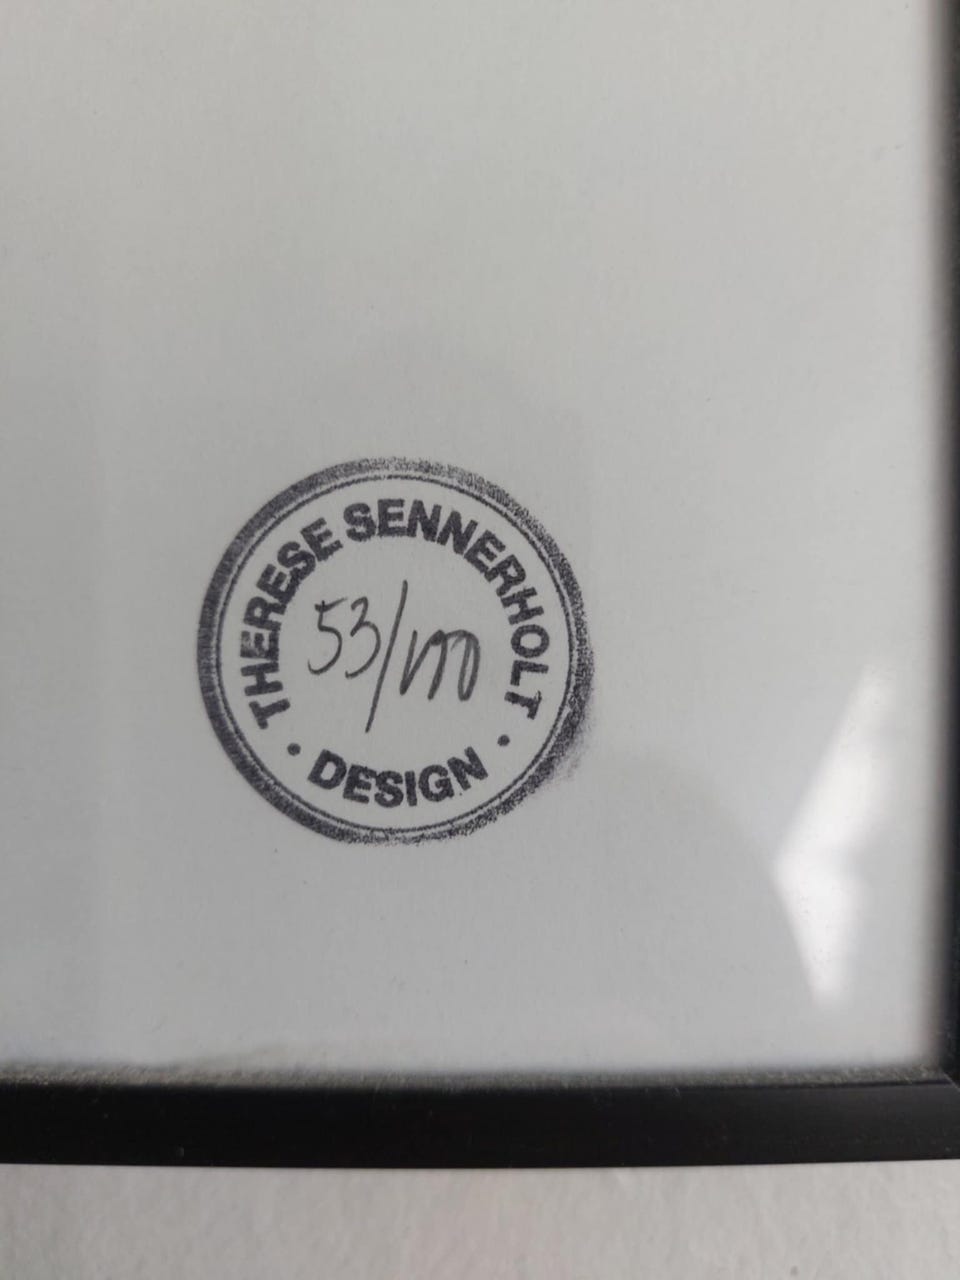 THERESE SENNERHOLT
53/100
DESIGN